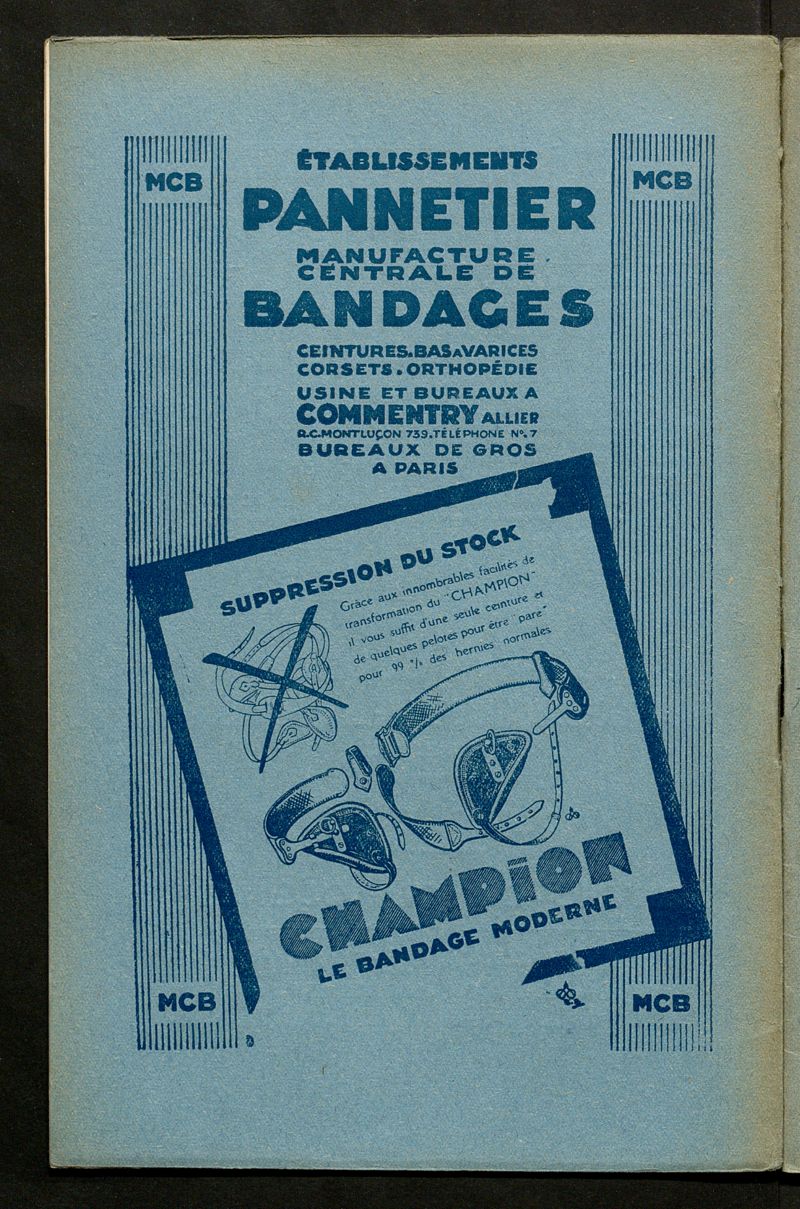 MCB
MCB
ÉTABLISSEMENTS
PANNETIER
MANUFACTURE
CENTRALE DE
BANDAGES
CEINTURES.BAS A VARICES
CORSETS.ORTHOPÉDIE
USINE ET BUREAUX A
COMMENTRY ALLIER
R.C.MONTLUÇON 739.TÉLÉPHONE No.7
BUREAUX DE GROS
A PARIS
SUPPRESSION DU STOCK
Grâce aux innombrables facilités de
transformation du "CHAMPION"
il vous suffit d'une seule ceinture et
de quelques pelotes pour être "paré"
pour 99 % des hernies normales
CHAMPION
LE BANDAGE MODERNE
MCB
MCB